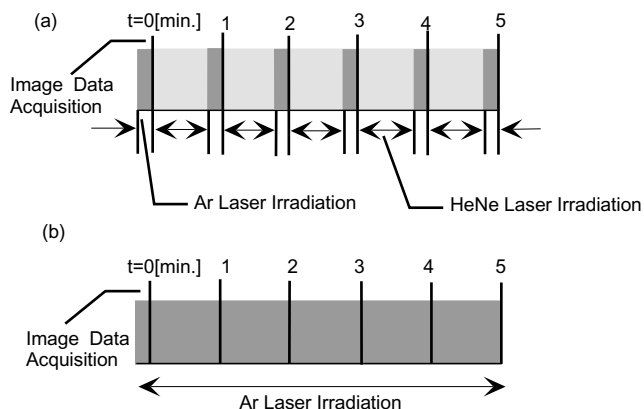 (a)
t=0[min.] 1 2 3 4 5
Image Data
Acquisition
Ar Laser Irradiation
HeNe Laser Irradiation
(b)
t=0[min.] 1 2 3 4 5
Image Data
Acquisition
Ar Laser Irradiation